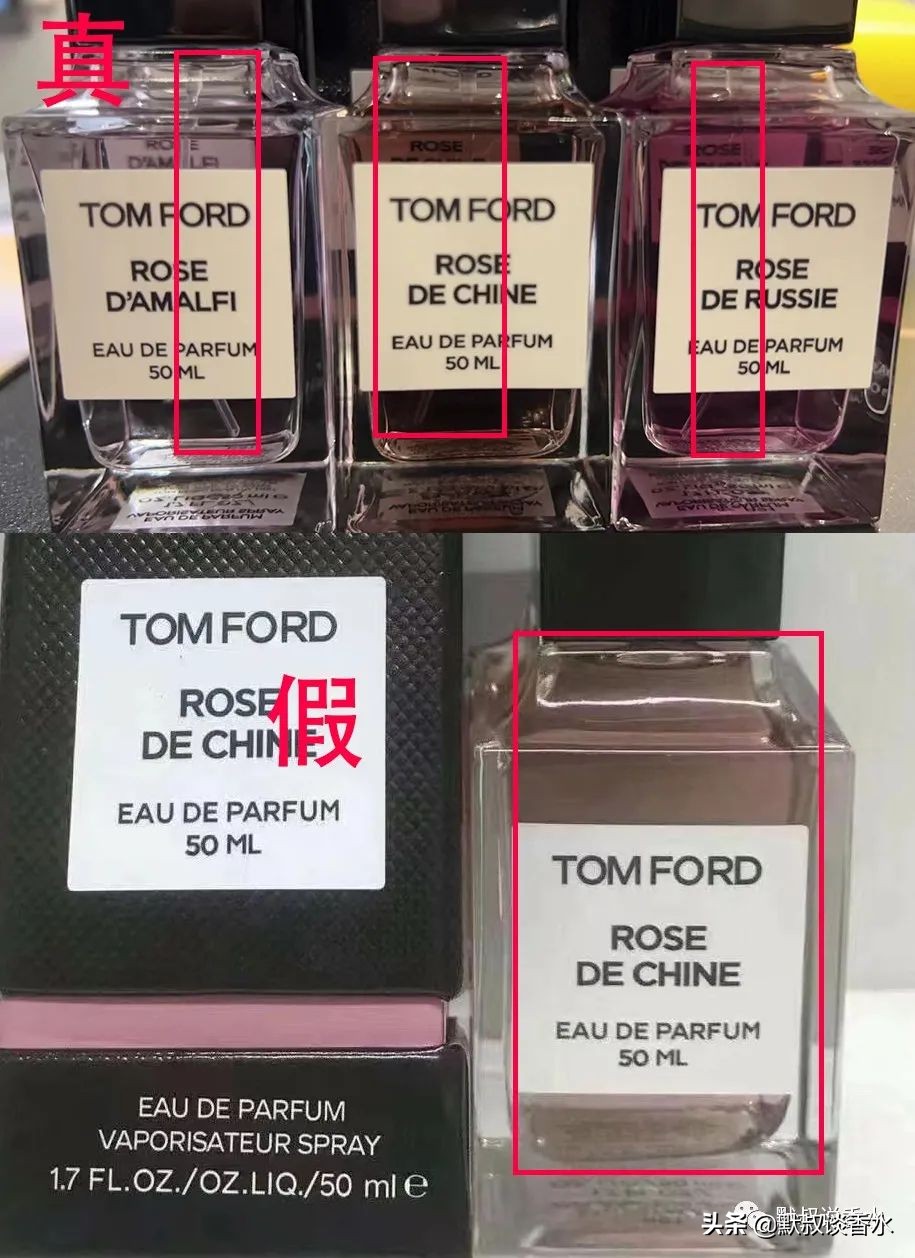 真
ROSE
D'AMALFI
TOM FORD
ROSE
D'AMALFI
EAU DE PARFUM
50 ML
ROSE
DE CHINE
TOM FORD
ROSE
DE CHINE
EAU DE PARFUM
50 ML
ROSE
TOM FORD
ROSE
DE RUSSIE
EAU DE PARFUM
50 ML
TOM FORD
ROSE
DE CHINE
EAU DE PARFUM
50 ML
假
EAU DE PARFUM
VAPORISATEUR SPRAY
1.7 FL.OZ./OZ.LIQ./50 ml e
TOM FORD
ROSE
DE CHINE
EAU DE PARFUM
50 ML
头条 @默叔谈香水